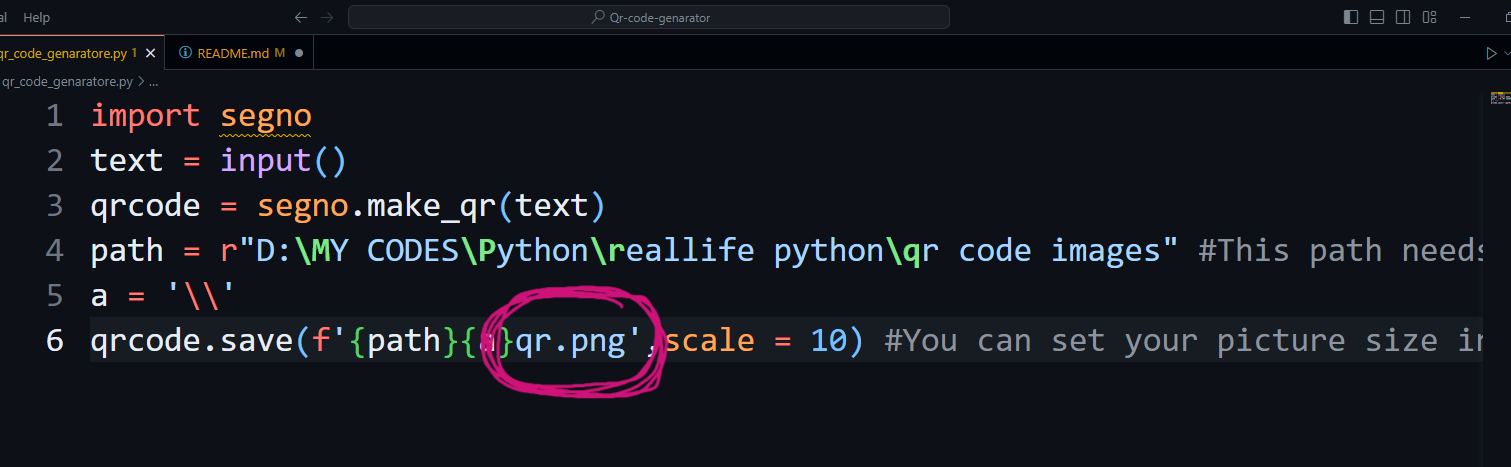 al Help Qr-code-genarator
qr_code_genaratore.py 1 README.md M
qr_code_genaratore.py > ...
1 import segno
2 text = input()
3 qrcode = segno.make_qr(text)
4 path = r"D:\MY CODES\Python\reallife python\qr code images" #This path needs
5 a = '\\'
6 qrcode.save(f'{path}{a}qr.png',scale = 10) #You can set your picture size in